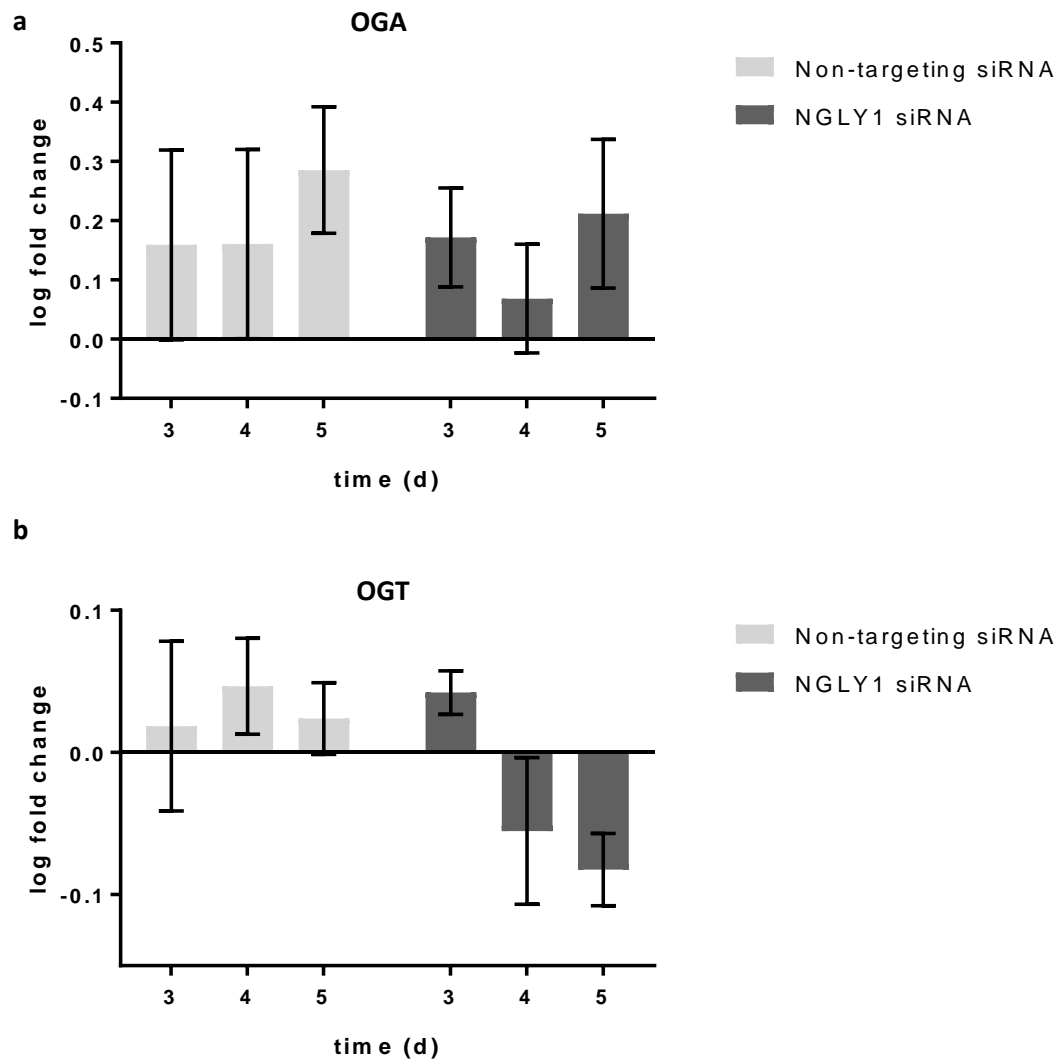 a
OGA
0.5
0.4
0.3
0.2
0.1
0.0
-0.1
log fold change
3 4 5 3 4 5
time (d)
Non-targeting siRNA
NGLY1 siRNA
b
OGT
0.1
0.0
-0.1
log fold change
3 4 5 3 4 5
time (d)
Non-targeting siRNA
NGLY1 siRNA